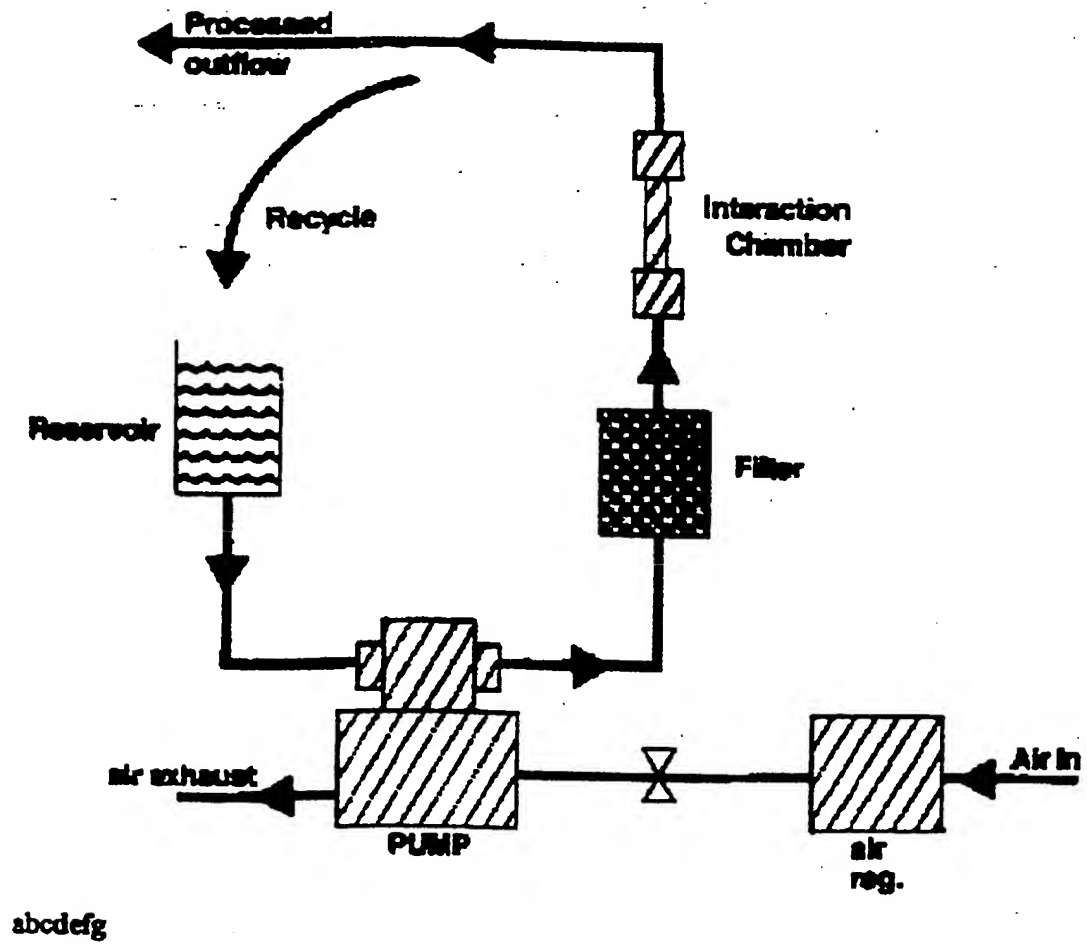 Processed
outflow
Recycle
Interaction
Chamber
Reservoir
Filter
air exhaust
Air in
PUMP
air
reg.
abcdefg